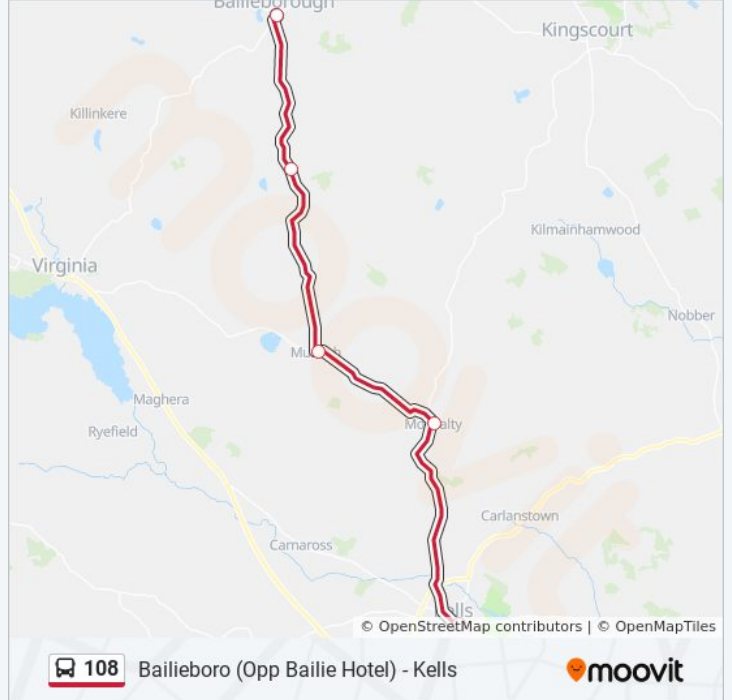 Bailieborough
Kingscourt
Killinkere
Kilmainhamwood
Virginia
Nobber
Maghera
Ryefield
Carlanstown
Carnaross
© OpenStreetMap contributors | © OpenMapTiles
108 Bailieboro (Opp Bailie Hotel) - Kells
moovit